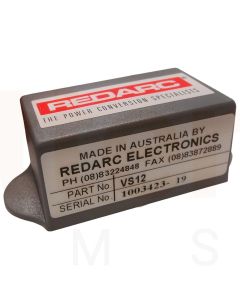 REDARC
THE POWER CONVERSION SPECIALISTS
MADE IN AUSTRALIA BY
REDARC ELECTRONICS
PH (08)83224848 FAX (08)83872889
PART No. VS12
SERIAL No. 1003423- 19
M S